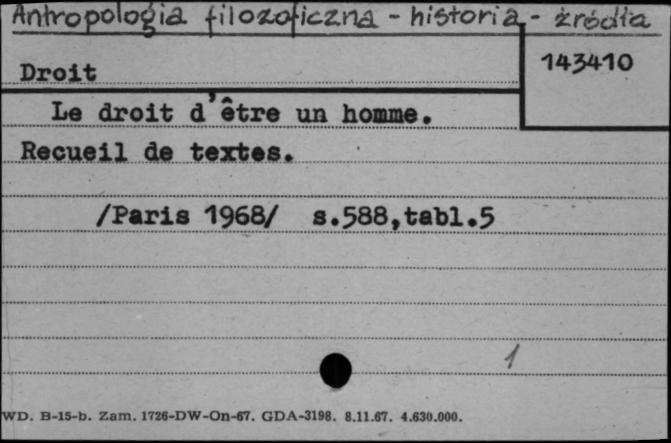 Antropologia filozoficzna - historia - źródła
143410
Droit
Le droit d'être un homme.
Recueil de textes.
/Paris 1968/ s.588,tabl.5
1
WD. B-15-b. Zam. 1726-DW-On-67. GDA-3198. 8.11.67. 4.630.000.